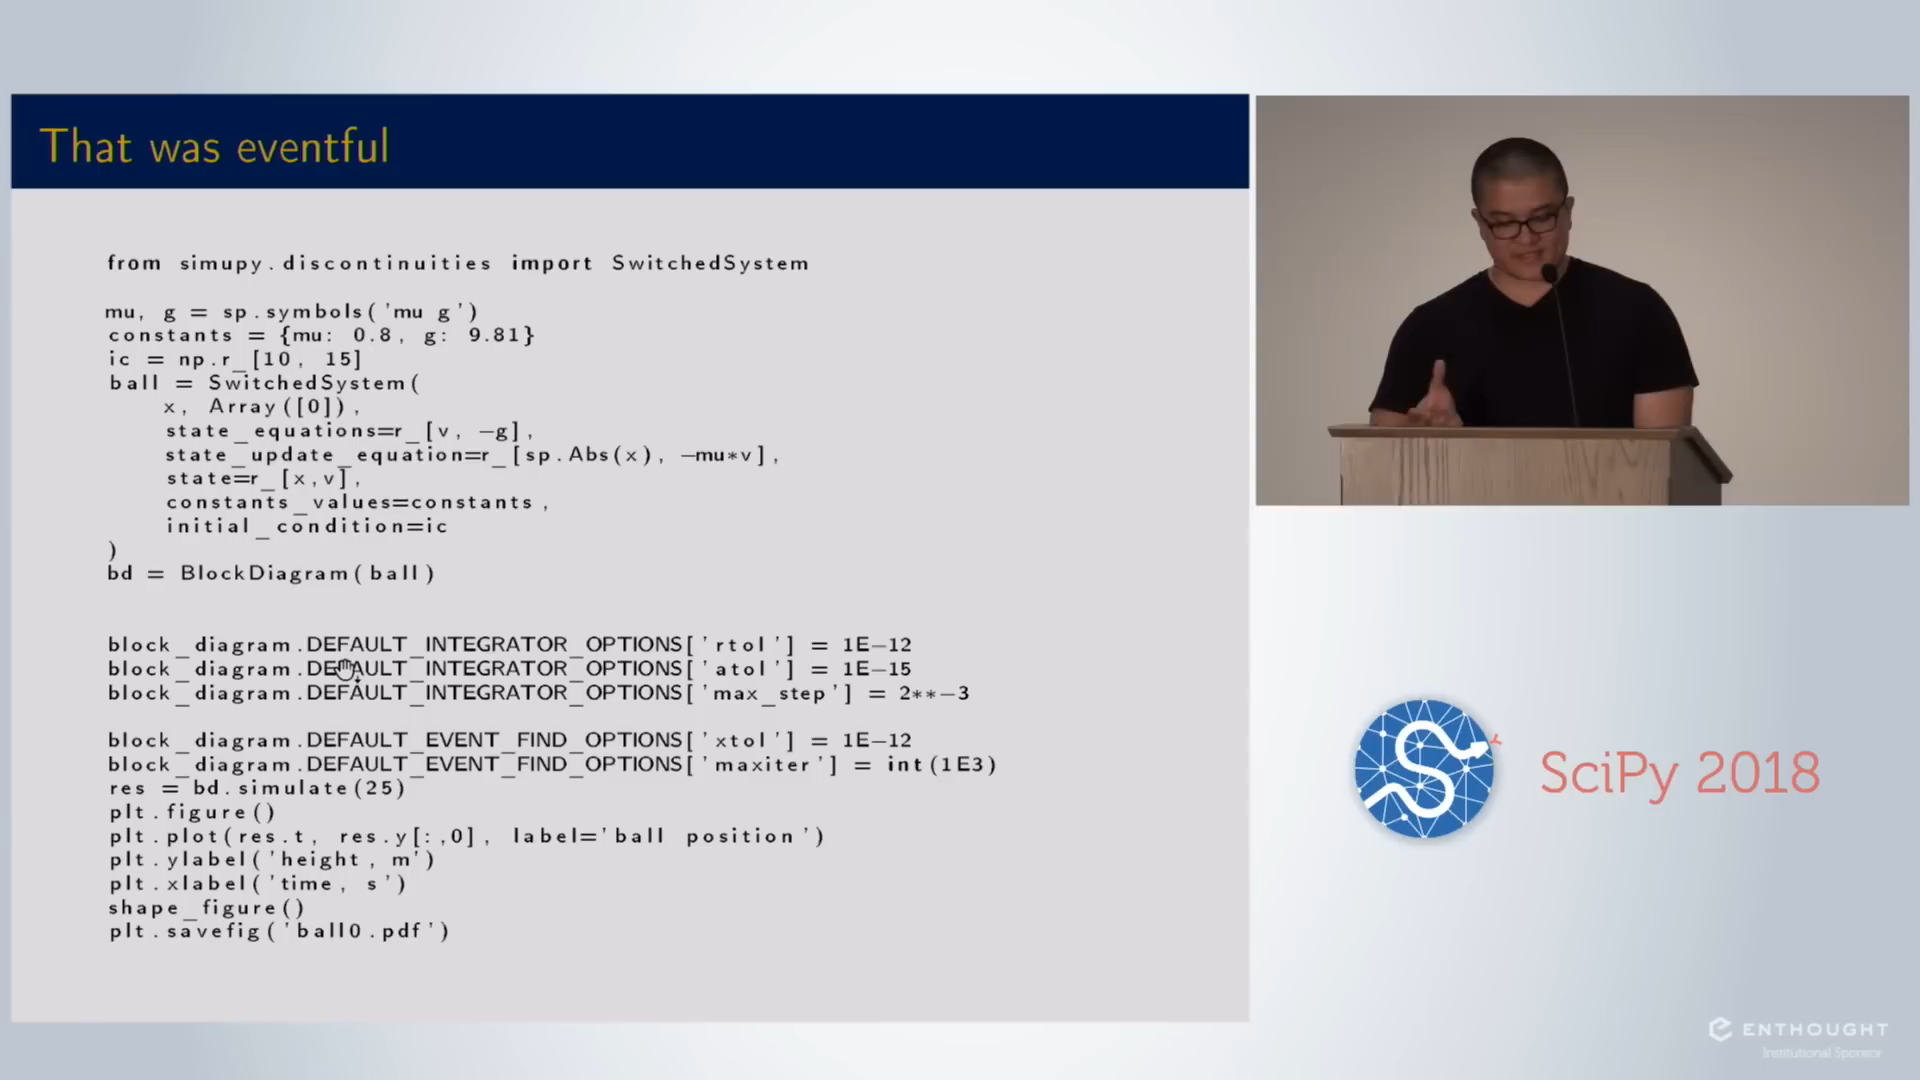 That was eventful
from simupy.discontinuities import SwitchedSystem
mu, g = sp.symbols('mu g')
constants = {mu: 0.8, g: 9.81}
ic = np.r_[10, 15]
ball = SwitchedSystem(
x, Array([0]),
state_equations=r_[v, −g],
state_update_equation=r_[sp.Abs(x), −mu*v],
state=r_[x,v],
constants_values=constants,
initial_condition=ic
)
bd = BlockDiagram(ball)
block_diagram.DEFAULT_INTEGRATOR_OPTIONS['rtol'] = 1E−12
block_diagram.DEFAULT_INTEGRATOR_OPTIONS['atol'] = 1E−15
block_diagram.DEFAULT_INTEGRATOR_OPTIONS['max_step'] = 2**−3
block_diagram.DEFAULT_EVENT_FIND_OPTIONS['xtol'] = 1E−12
block_diagram.DEFAULT_EVENT_FIND_OPTIONS['maxiter'] = int(1E3)
res = bd.simulate(25)
plt.figure()
plt.plot(res.t, res.y[:,0], label='ball position')
plt.ylabel('height, m')
plt.xlabel('time, s')
shape_figure()
plt.savefig('ball0.pdf')
SciPy 2018
ENTHOUGHT
Institutional Sponsor